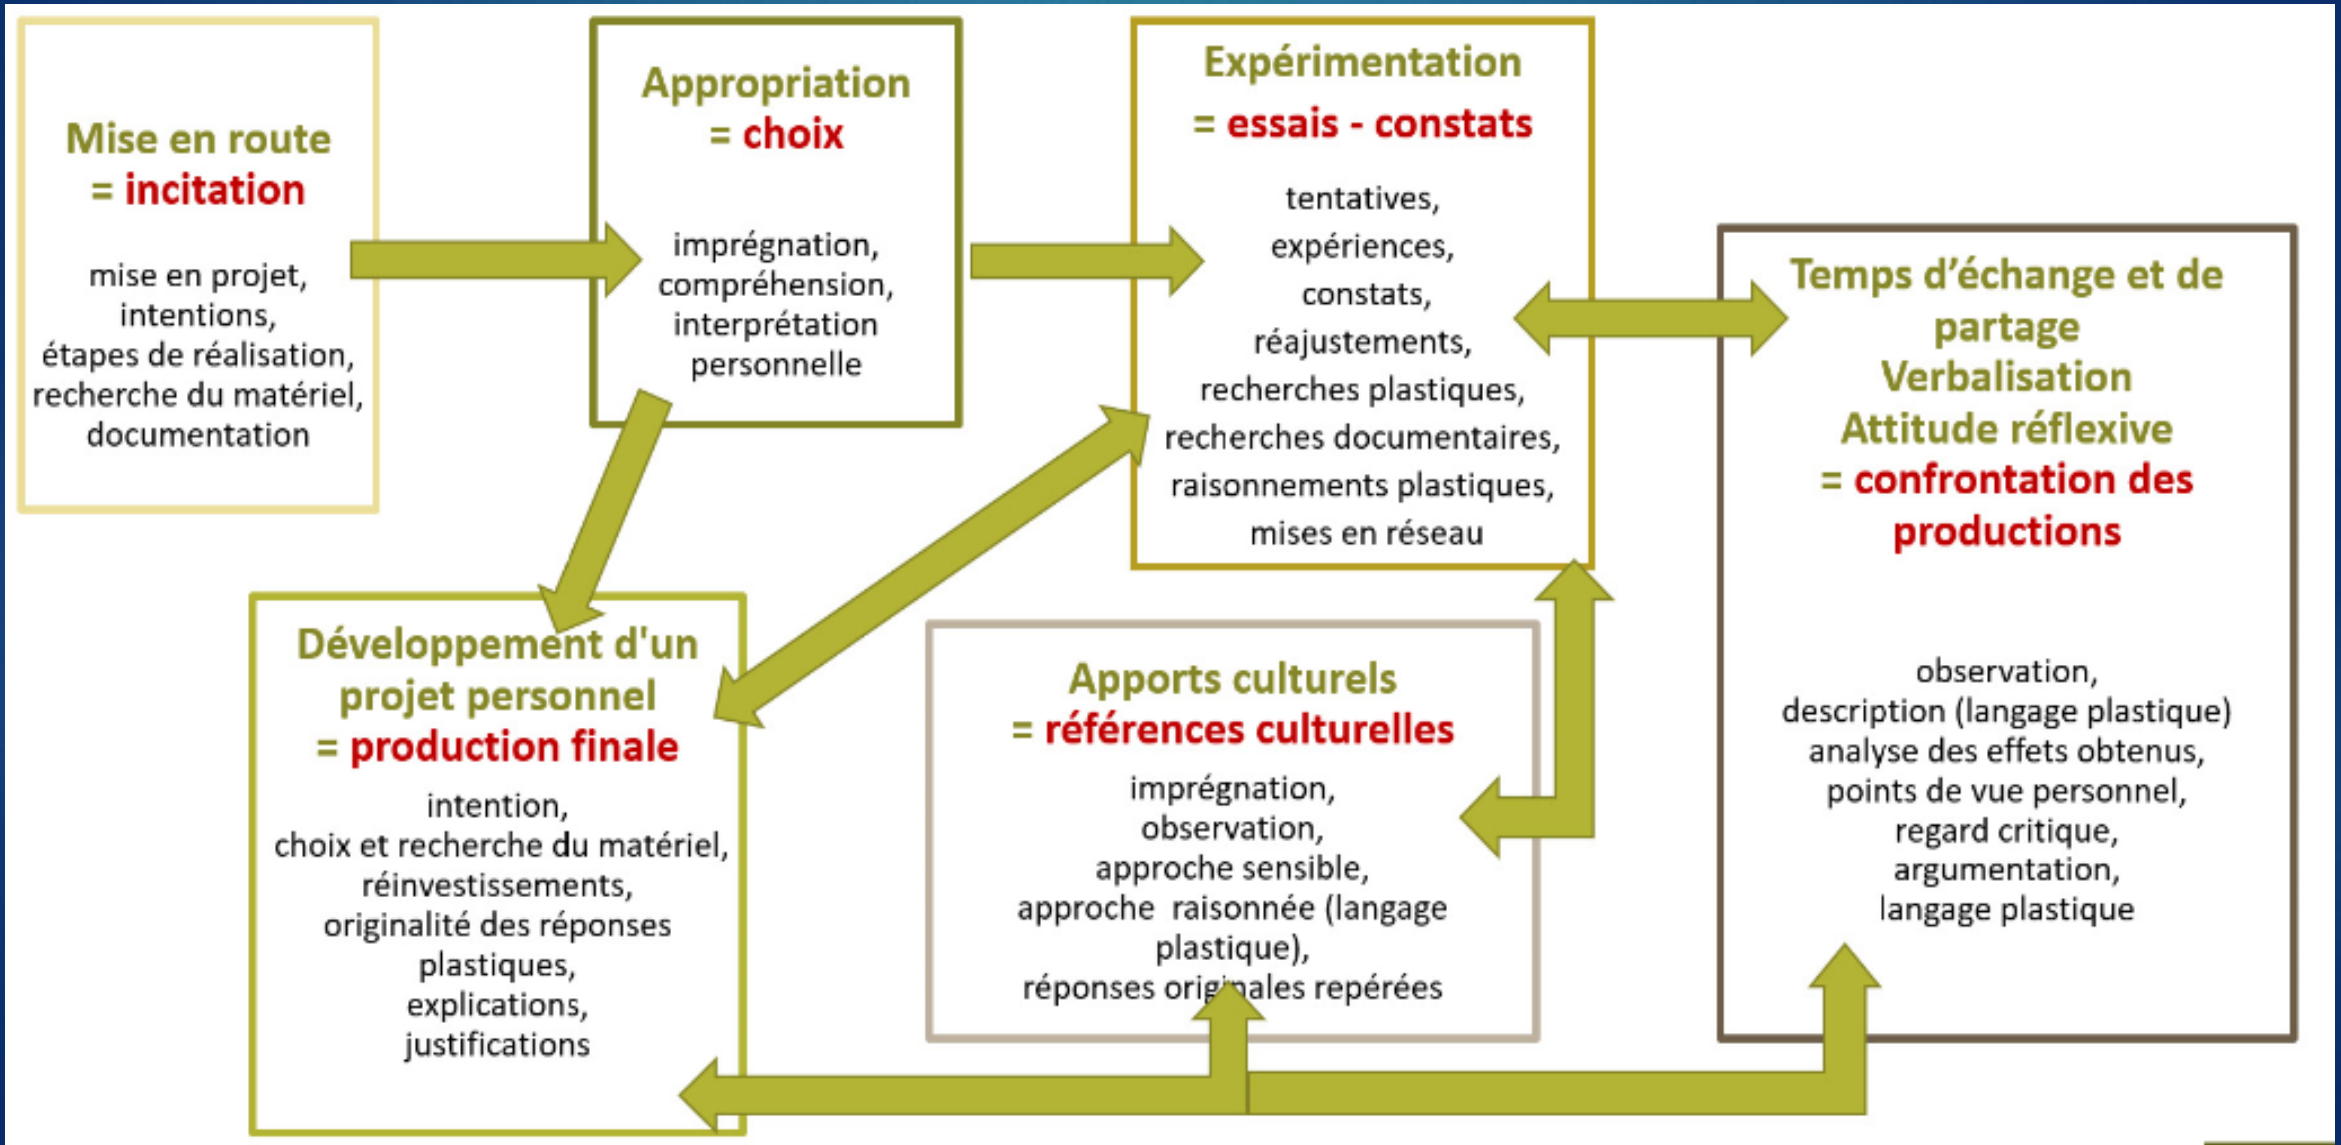 Mise en route
= incitation
mise en projet,
intentions,
étapes de réalisation,
recherche du matériel,
documentation
Appropriation
= choix
imprégnation,
compréhension,
interprétation
personnelle
Expérimentation
= essais - constats
tentatives,
expériences,
constats,
réajustements,
recherches plastiques,
recherches documentaires,
raisonnements plastiques,
mises en réseau
Temps d’échange et de
partage
Verbalisation
Attitude réflexive
= confrontation des
productions
observation,
description (langage plastique)
analyse des effets obtenus,
points de vue personnel,
regard critique,
argumentation,
langage plastique
Développement d'un
projet personnel
= production finale
intention,
choix et recherche du matériel,
réinvestissements,
originalité des réponses
plastiques,
explications,
justifications
Apports culturels
= références culturelles
imprégnation,
observation,
approche sensible,
approche raisonnée (langage
plastique),
réponses originales repérées